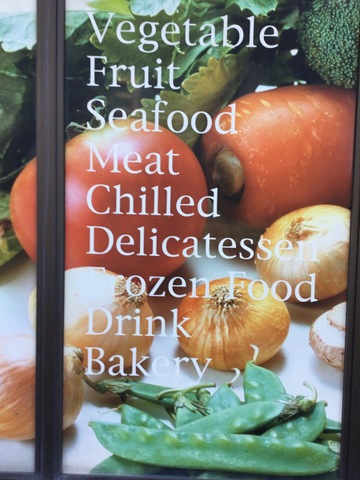 Vegetable
Fruit
Seafood
Meat
Chilled
Delicatessen
Frozen Food
Drink
Bakery